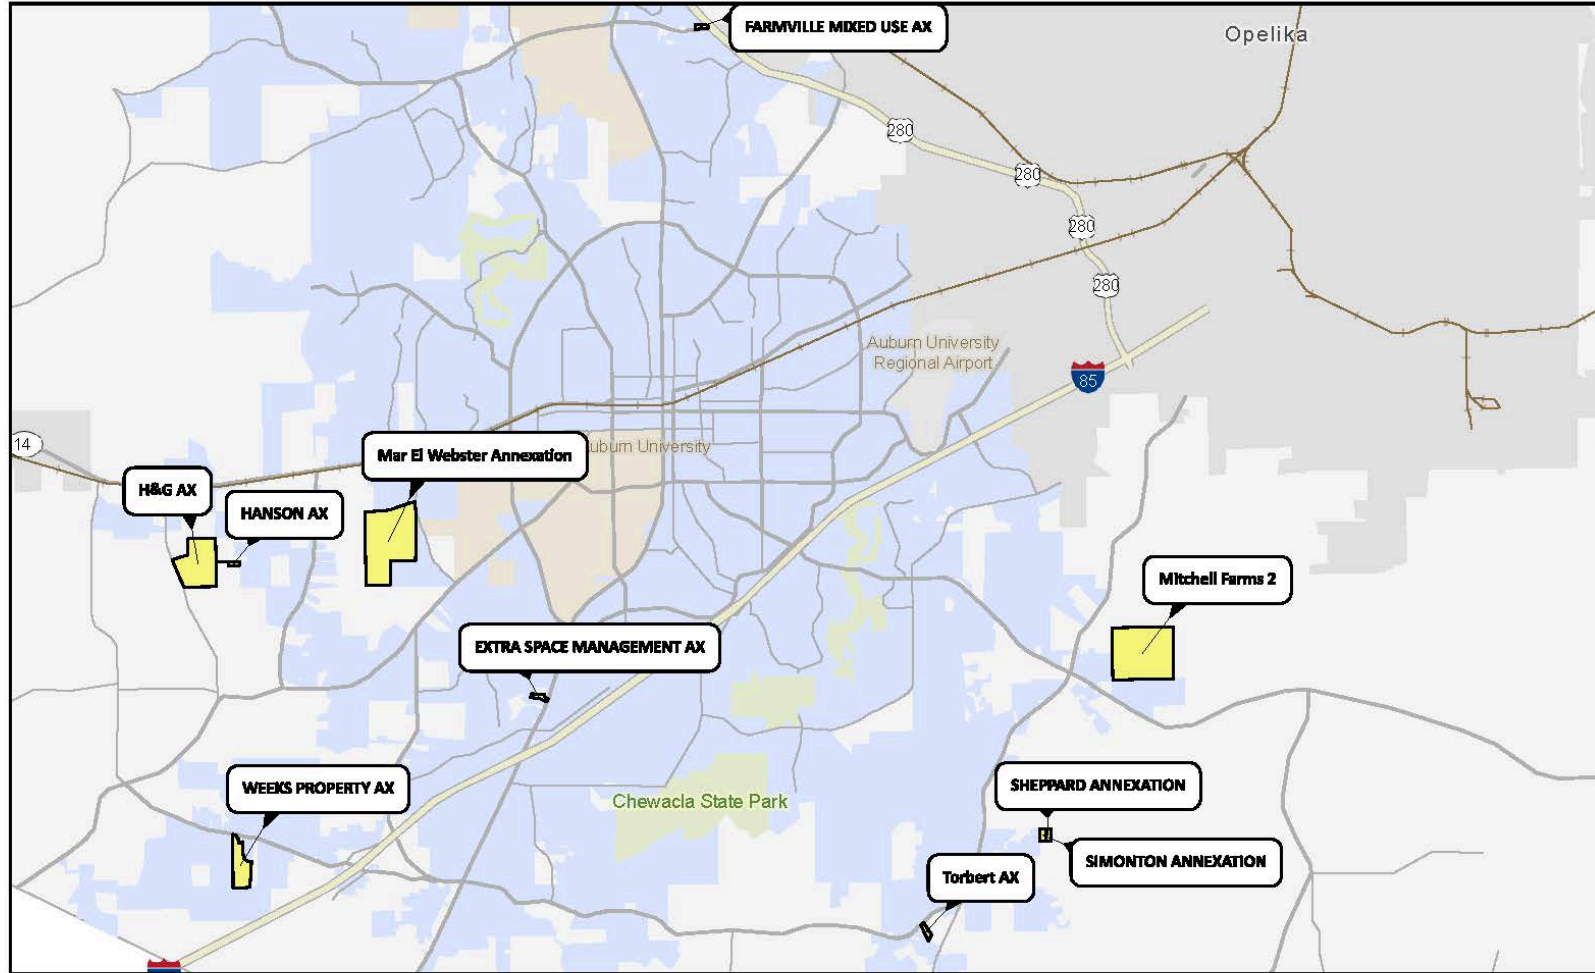 FARMVILLE MIXED USE AX
Opelika
280
280
280
280
Auburn University
Regional Airport
85
14
Mar El Webster Annexation
uburn University
H&G AX
HANSON AX
Mitchell Farms 2
EXTRA SPACE MANAGEMENT AX
WEEKS PROPERTY AX
SHEPPARD ANNEXATION
Chewacla State Park
SIMONTON ANNEXATION
Torbert AX